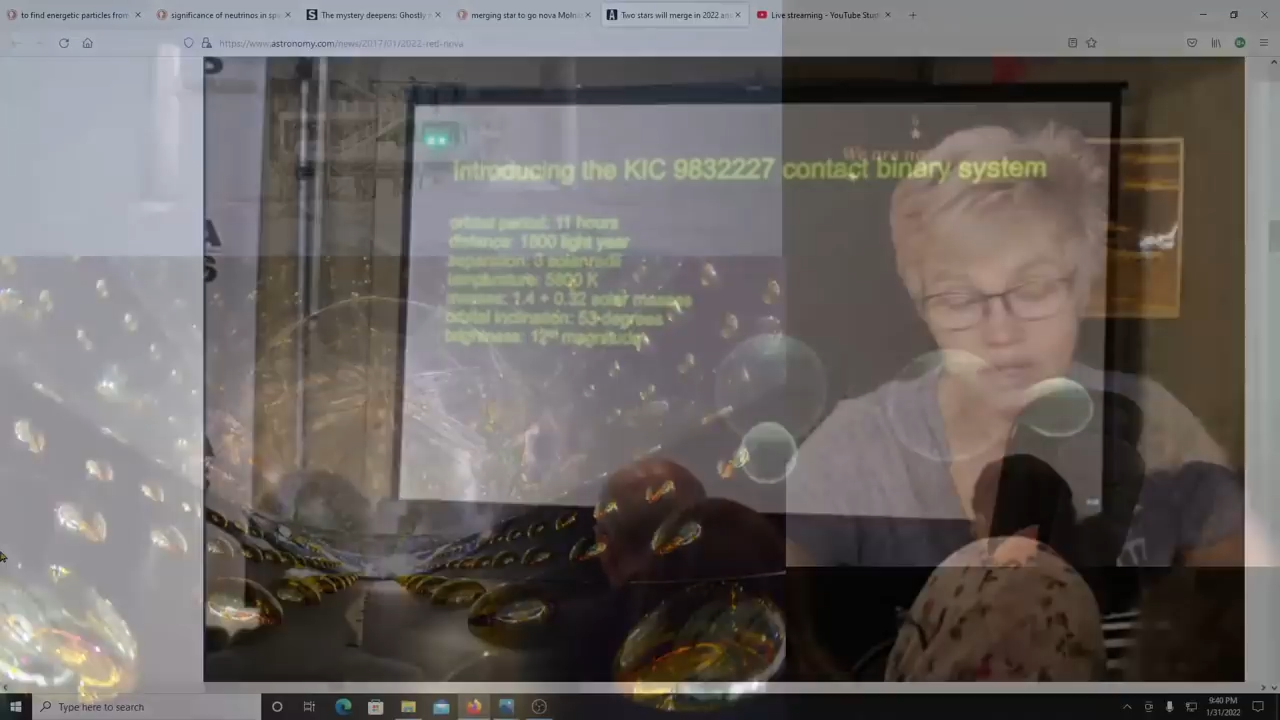 to find energetic particles from
significance of neutrinos in sp
The mystery deepens: Ghostly
merging star to go nova Molna
Two stars will merge in 2022 an
Live streaming - YouTube Stud
https://www.astronomy.com/news/2017/01/2022-red-nova
We are
Introducing the KIC 9832227 contact binary system
orbital period: 11 hours
distance: 1800 light year
separation: 3 solar radii
temperature: 5800 K
masses: 1.4 + 0.32 solar masses
orbital inclination: 53 degrees
brightness: 12th magnitude
Type here to search
9:40 PM
1/31/2022